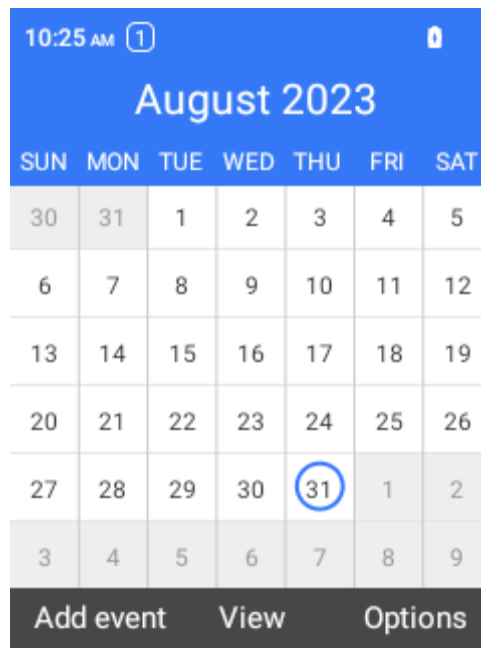 10:25 AM 1
August 2023
SUN MON TUE WED THU FRI SAT
30 31 1 2 3 4 5
6 7 8 9 10 11 12
13 14 15 16 17 18 19
20 21 22 23 24 25 26
27 28 29 30 31 1 2
3 4 5 6 7 8 9
Add event View Options